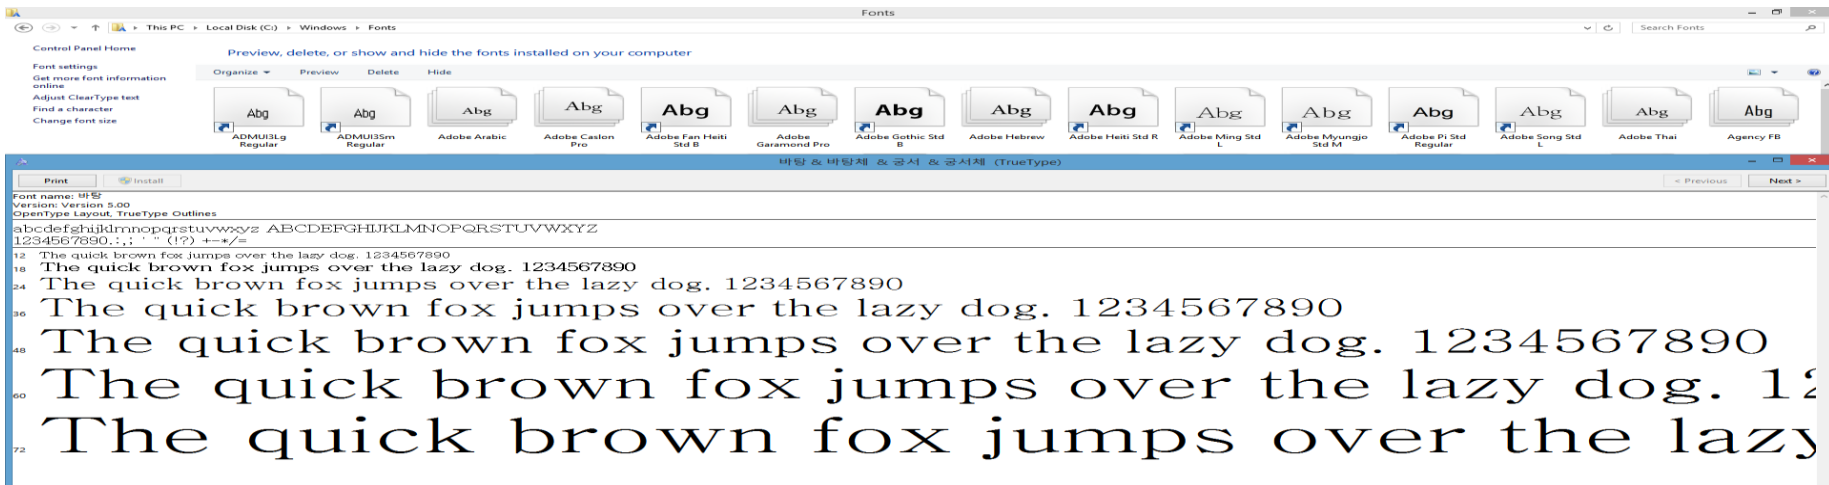 Fonts
This PC Local Disk (C:) Windows Fonts Search Fonts
Control Panel Home
Font settings
Get more font information online
Adjust ClearType text
Find a character
Change font size
Preview, delete, or show and hide the fonts installed on your computer
Organize Preview Delete Hide
Abg Abg Abg Abg Abg Abg Abg Abg Abg Abg Abg Abg Abg Abg Abg
ADMUI3Lg Regular
ADMUI3Sm Regular
Adobe Arabic
Adobe Caslon Pro
Adobe Fan Heiti Std B
Adobe Garamond Pro
Adobe Gothic Std B
Adobe Hebrew
Adobe Heiti Std R
Adobe Ming Std L
Adobe Myungjo Std M
Adobe Pi Std Regular
Adobe Song Std L
Adobe Thai
Agency FB
바탕 & 바탕체 & 궁서 & 궁서체 (TrueType)
Print Install < Previous Next >
Font name: 바탕
Version: Version 5.00
OpenType Layout, TrueType Outlines
abcdefghijklmnopqrstuvwxyz ABCDEFGHIJKLMNOPQRSTUVWXYZ
1234567890.:,; ' " (!?) +-*/=
12 The quick brown fox jumps over the lazy dog. 1234567890
18 The quick brown fox jumps over the lazy dog. 1234567890
24 The quick brown fox jumps over the lazy dog. 1234567890
36 The quick brown fox jumps over the lazy dog. 1234567890
48 The quick brown fox jumps over the lazy dog. 1234567890
60 The quick brown fox jumps over the lazy dog. 12
72 The quick brown fox jumps over the lazy